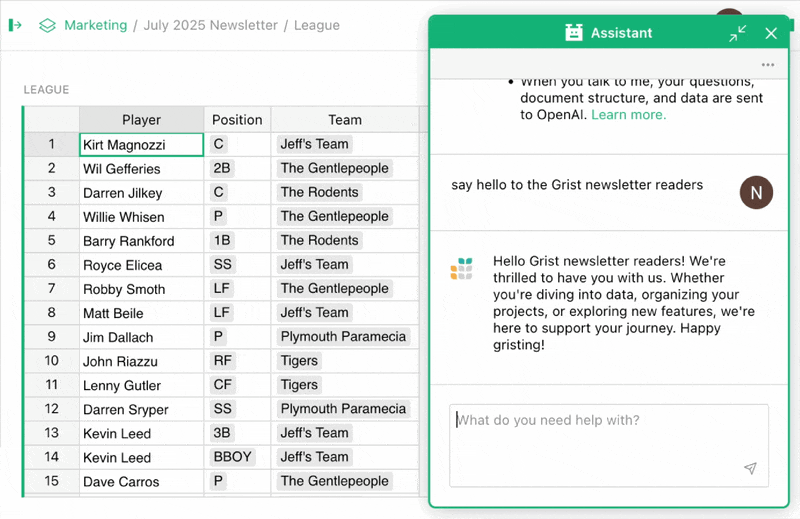 Marketing / July 2025 Newsletter / League
LEAGUE
Player Position Team
1 Kirt Magnozzi C Jeff's Team
2 Wil Gefferies 2B The Gentlepeople
3 Darren Jilkey C The Rodents
4 Willie Whisen P The Gentlepeople
5 Barry Rankford 1B The Rodents
6 Royce Elicea SS Jeff's Team
7 Robby Smoth LF The Gentlepeople
8 Matt Beile LF Jeff's Team
9 Jim Dallach P Plymouth Paramecia
10 John Riazzu RF Tigers
11 Lenny Gutler CF Tigers
12 Darren Sryper SS Plymouth Paramecia
13 Kevin Leed 3B Jeff's Team
14 Kevin Leed BBOY Jeff's Team
15 Dave Carros P The Gentlepeople
Assistant
• When you talk to me, your questions,
document structure, and data are sent
to OpenAI. Learn more.
say hello to the Grist newsletter readers
N
Hello Grist newsletter readers! We're
thrilled to have you with us. Whether
you're diving into data, organizing your
projects, or exploring new features, we're
here to support your journey. Happy
gristing!
What do you need help with?